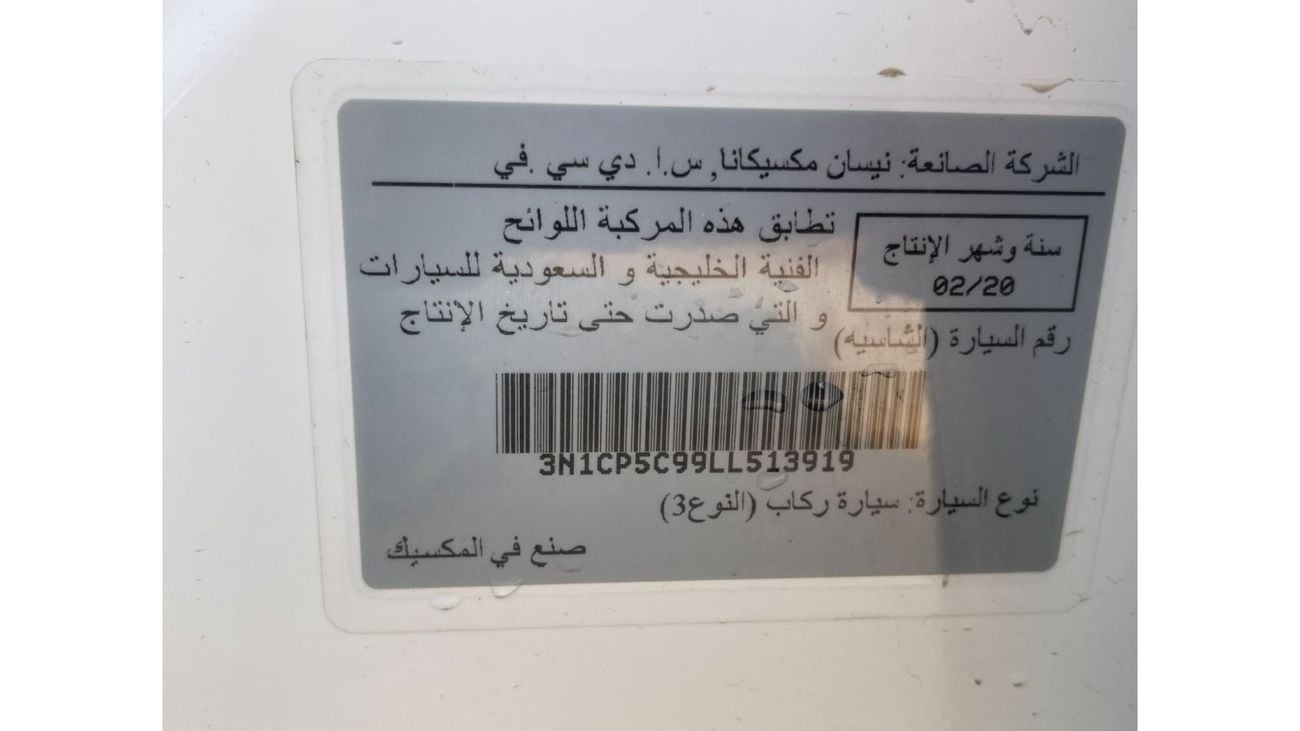 الشركة الصانعة: نيسان مكسيكانا, س.ا. دي سي .في
سنة وشهر الإنتاج
02/20
تطابق هذه المركبة اللوائح
الفنية الخليجية و السعودية للسيارات
و التي صدرت حتى تاريخ الإنتاج
رقم السيارة (الشاسيه)
3N1CP5C99LL513919
نوع السيارة: سيارة ركاب (النوع3)
صنع في المكسيك